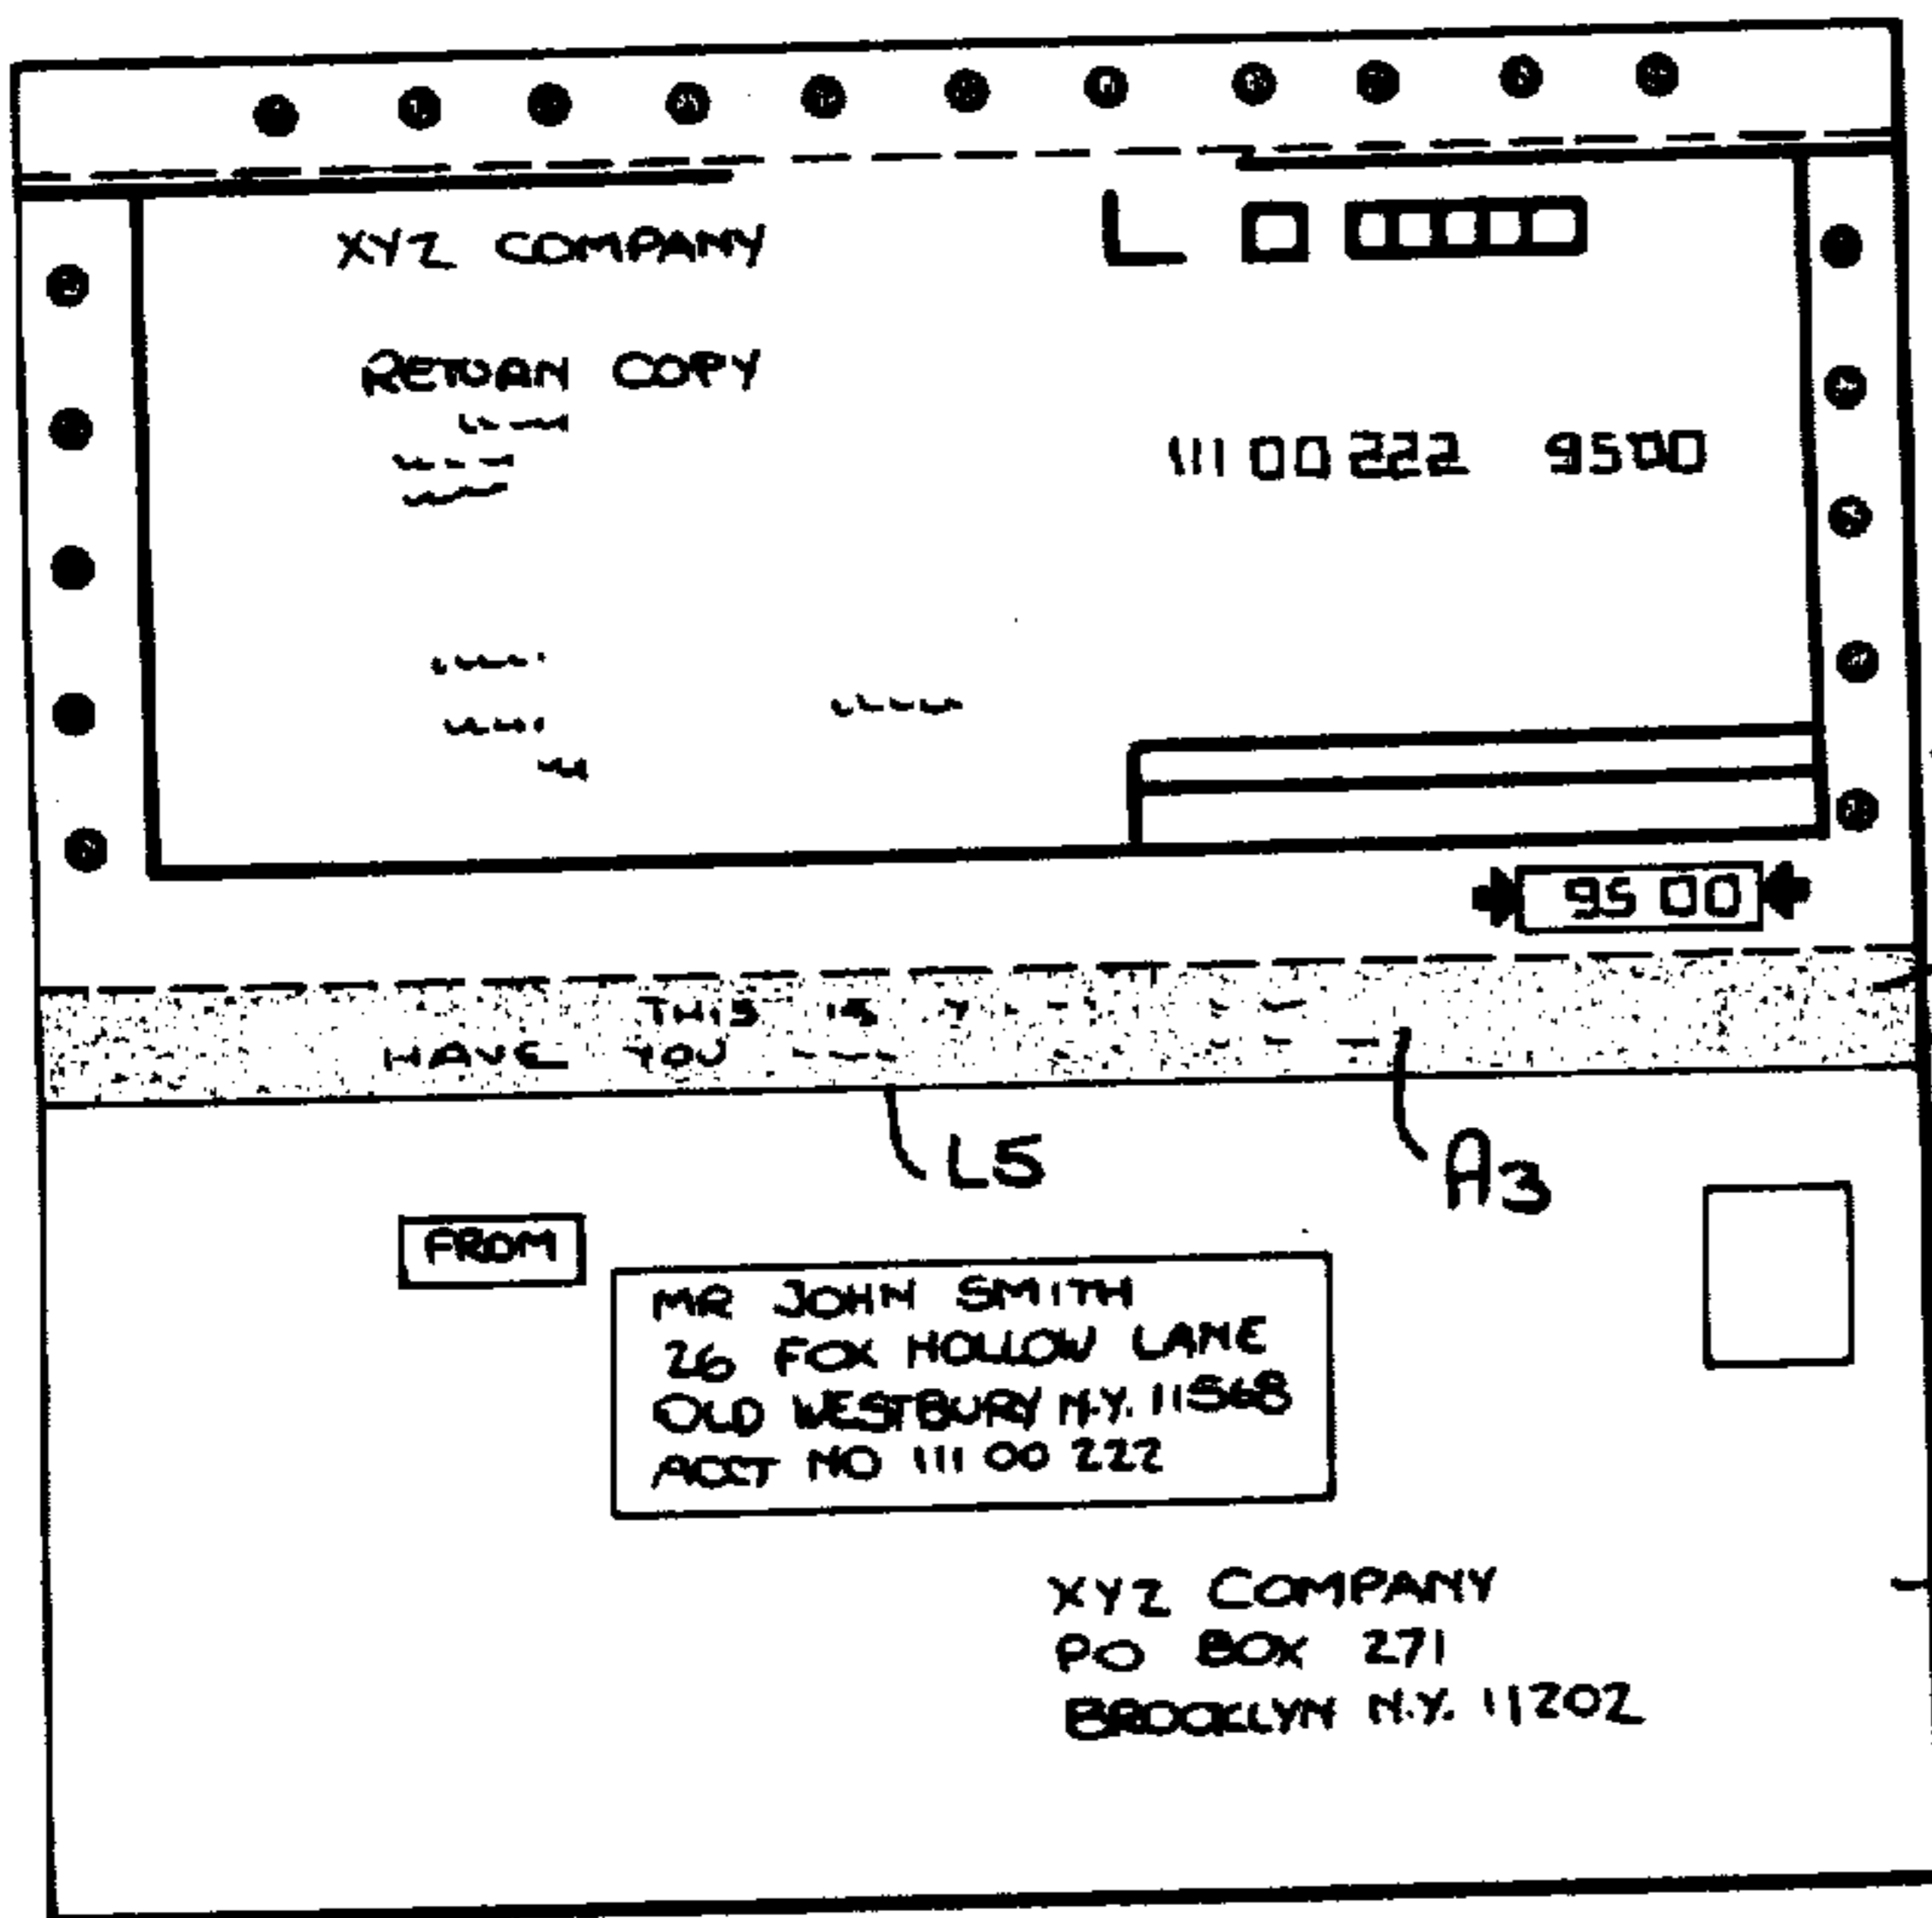 XYZ COMPANY
RETURN COPY
111 00 222 9500
95 00
THIS IS
HAVE YOU
L5
A3
FROM
MR JOHN SMITH
26 FOX HOLLOW LANE
OLD WESTBURY N.Y. 11568
ACCT NO 111 00 222
XYZ COMPANY
PO BOX 271
BROOKLYN N.Y. 11202